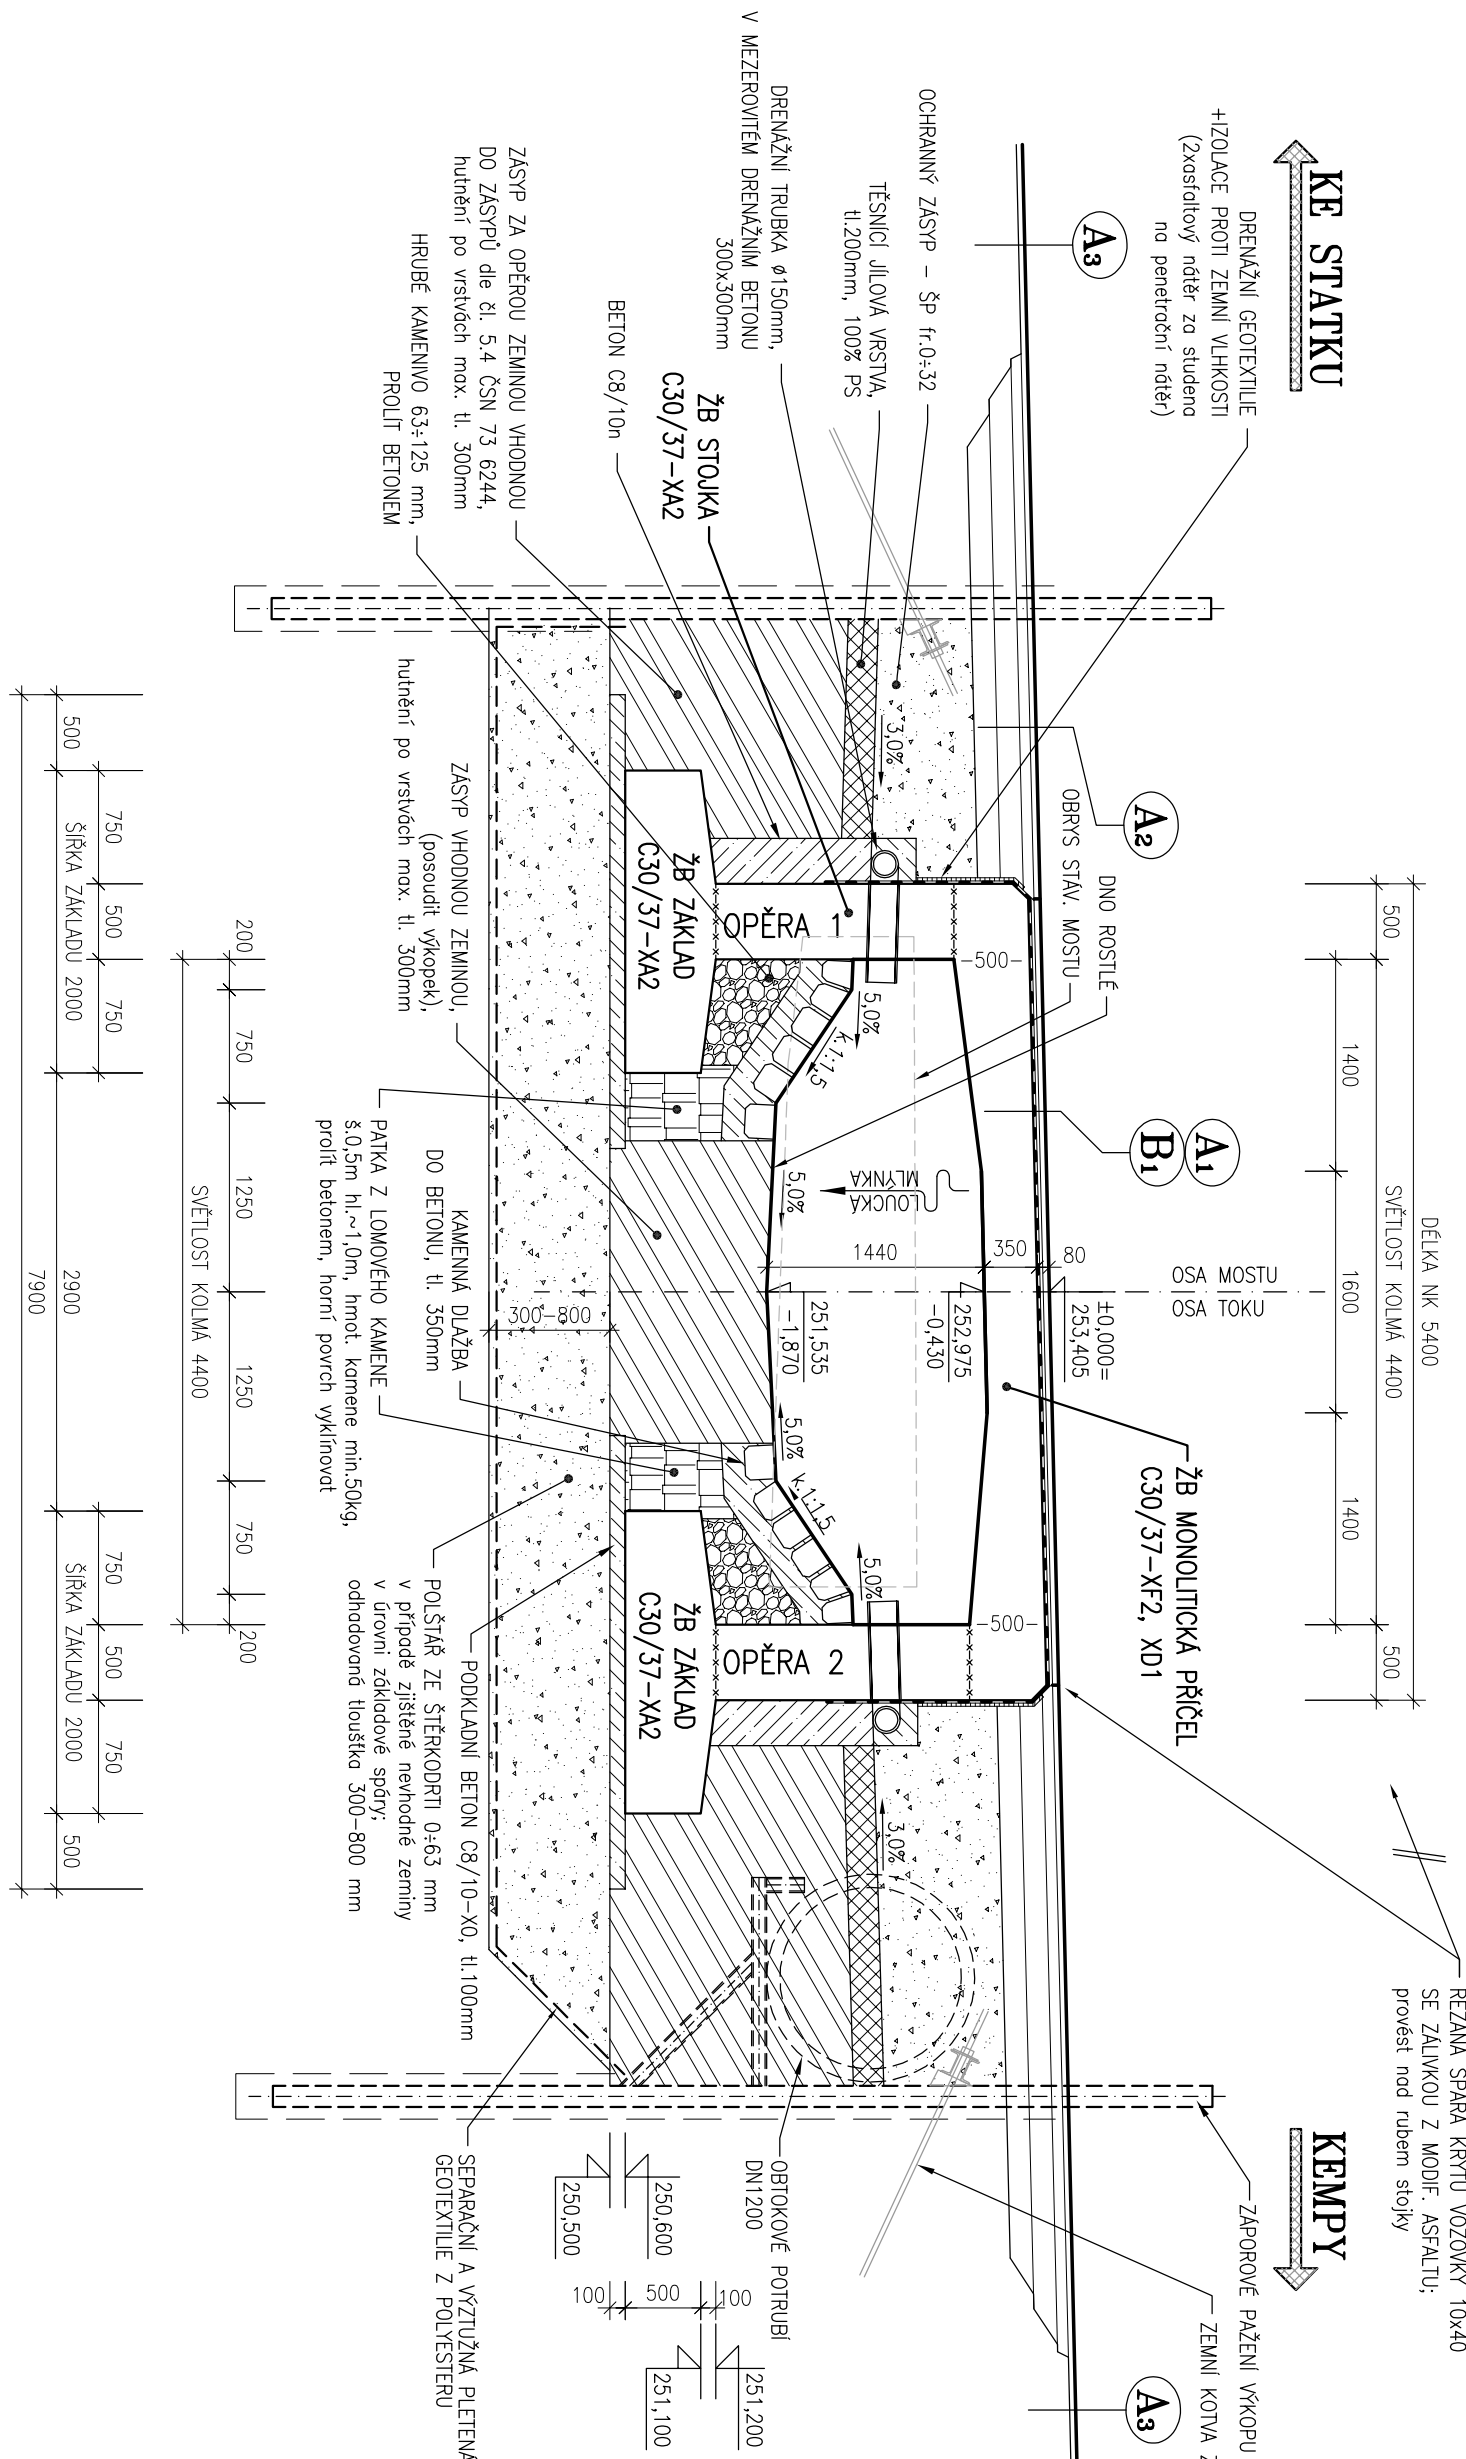 KE STATKU
KEMPY
DRENÁŽNÍ GEOTEXTILIE
+IZOLACE PROTI ZEMNÍ VLHKOSTI
(2xasfaltový nátěr za studena
na penetrační nátěr)
A3
OCHRANNÝ ZÁSYP – ŠP fr.0÷32
TĚSNICÍ JÍLOVÁ VRSTVA,
tl.200mm, 100% PS
DRENÁŽNÍ TRUBKA ø150mm,
V MEZEROVITÉM DRENÁŽNÍM BETONU
300x300mm
BETON C8/10n
ŽB STOJKA
C30/37-XA2
ZÁSYP ZA OPĚROU ZEMINOU VHODNOU
DO ZÁSYPŮ dle čl. 5.4 ČSN 73 6244,
hutnění po vrstvách max. tl. 300mm
HRUBÉ KAMENIVO 63÷125 mm,
PROLÍT BETONEM
A2
OBRYS STÁV. MOSTU
DNO ROSTLÉ
A1
B1
DÉLKA NK 5400
SVĚTLOST KOLMÁ 4400
500
500
1400
1600
1400
OSA MOSTU
OSA TOKU
±0,000=
253,405
252,975
-0,430
251,535
-1,870
80
350
1440
300-800
ŽB MONOLITICKÁ PŘÍČEL
C30/37-XF2, XD1
LOUCKÁ
MLÝNKA
-500-
-500-
3,0%
3,0%
5,0%
5,0%
5,0%
5,0%
k.1:1,5
k.1:1,5
OPĚRA 1
OPĚRA 2
ŽB ZÁKLAD
C30/37-XA2
ŽB ZÁKLAD
C30/37-XA2
ZÁSYP VHODNOU ZEMINOU,
(posoudit výkopek),
hutnění po vrstvách max. tl. 300mm
KAMENNÁ DLAŽBA
DO BETONU, tl. 350mm
PATKA Z LOMOVÉHO KAMENE
š.0,5m hl.~1,0m, hmot. kamene min.50kg,
prolít betonem, horní povrch vyklínovat
PODKLADNÍ BETON C8/10-X0, tl.100mm
POLŠTÁŘ ZE ŠTĚRKODRTI 0÷63 mm
v případě zjištěné nevhodné zeminy
v úrovni základové spáry;
odhadovaná tloušťka 300-800 mm
ŘEZANÁ SPÁRA KRYTU VOZOVKY 10x40
SE ZÁLIVKOU Z MODIF. ASFALTU;
provést nad rubem stojky
ZÁPOROVÉ PAŽENÍ VÝKOPU
ZEMNÍ KOTVA
A3
OBTOKOVÉ POTRUBÍ
DN1200
SEPARAČNÍ A VÝZTUŽNÁ PLETENÁ
GEOTEXTILIE Z POLYESTERU
250,600
250,500
251,200
251,100
100
500
100
200
750
1250
1250
750
200
SVĚTLOST KOLMÁ 4400
750
500
750
750
500
750
500
ŠÍŘKA ZÁKLADU 2000
2900
ŠÍŘKA ZÁKLADU 2000
500
7900